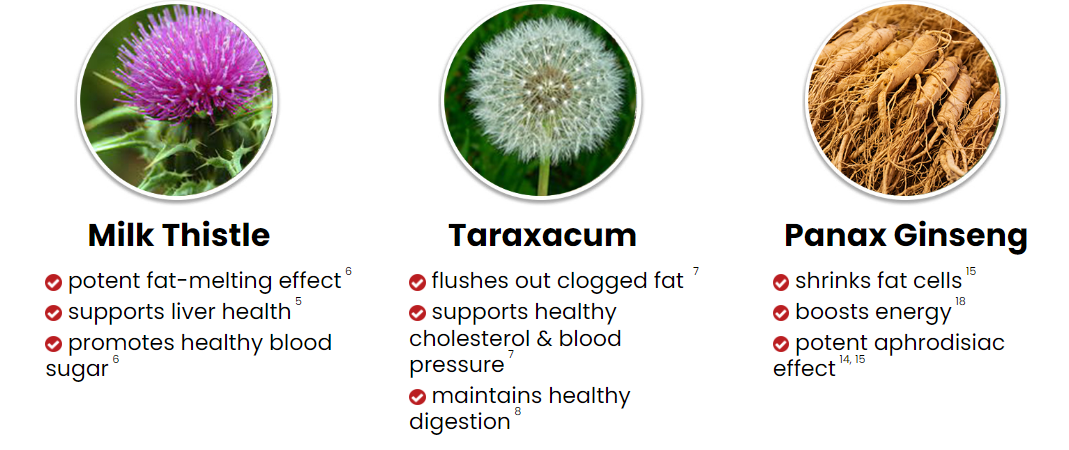 Milk Thistle
potent fat-melting effect 6
supports liver health 5
promotes healthy blood
sugar 6
Taraxacum
flushes out clogged fat 7
supports healthy
cholesterol & blood
pressure 7
maintains healthy
digestion 8
Panax Ginseng
shrinks fat cells 15
boosts energy 18
potent aphrodisiac
effect 14, 15